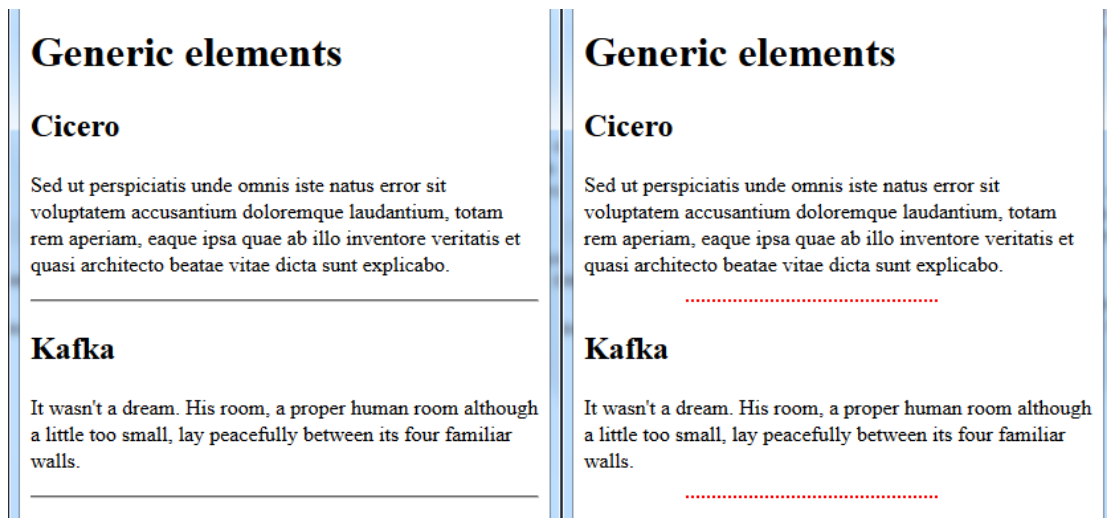 Generic elements
Cicero
Sed ut perspiciatis unde omnis iste natus error sit
voluptatem accusantium doloremque laudantium, totam
rem aperiam, eaque ipsa quae ab illo inventore veritatis et
quasi architecto beatae vitae dicta sunt explicabo.
Kafka
It wasn't a dream. His room, a proper human room although
a little too small, lay peacefully between its four familiar
walls.
Generic elements
Cicero
Sed ut perspiciatis unde omnis iste natus error sit
voluptatem accusantium doloremque laudantium, totam
rem aperiam, eaque ipsa quae ab illo inventore veritatis et
quasi architecto beatae vitae dicta sunt explicabo.
Kafka
It wasn't a dream. His room, a proper human room although
a little too small, lay peacefully between its four familiar
walls.